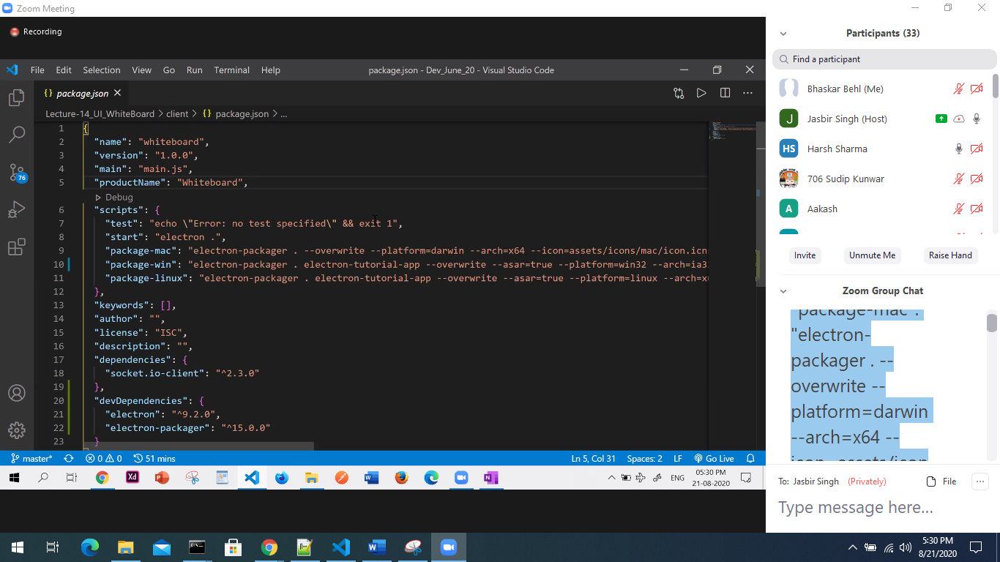 Zoom Meeting
Recording
File Edit Selection View Go Run Terminal Help
package.json - Dev_June_20 - Visual Studio Code
{} package.json
Lecture-14_UI_WhiteBoard > client > {} package.json > ...
1 {
2 "name": "whiteboard",
3 "version": "1.0.0",
4 "main": "main.js",
5 "productName": "Whiteboard",
Debug
6 "scripts": {
7 "test": "echo \"Error: no test specified\" && exit 1",
8 "start": "electron .",
9 "package-mac": "electron-packager . --overwrite --platform=darwin --arch=x64 --icon=assets/icons/mac/icon.icns
10 "package-win": "electron-packager . electron-tutorial-app --overwrite --asar=true --platform=win32 --arch=ia3
11 "package-linux": "electron-packager . electron-tutorial-app --overwrite --asar=true --platform=linux --arch=x
12 },
13 "keywords": [],
14 "author": "",
15 "license": "ISC",
16 "description": "",
17 "dependencies": {
18 "socket.io-client": "^2.3.0"
19 },
20 "devDependencies": {
21 "electron": "^9.2.0",
22 "electron-packager": "^15.0.0"
23 }
76
master* 0 0 51 mins
Ln 5, Col 31 Spaces: 2 LF Go Live
ENG
05:30 PM
21-08-2020
Participants (33)
Find a participant
Bhaskar Behl (Me)
J Jasbir Singh (Host)
HS Harsh Sharma
706 Sudip Kunwar
A Aakash
Invite Unmute Me Raise Hand
Zoom Group Chat
"package-mac":
"electron-
packager . --
overwrite --
platform=darwin
--arch=x64 --
icon=assets/icon
To: Jasbir Singh (Privately) File
Type message here...
5:30 PM
8/21/2020